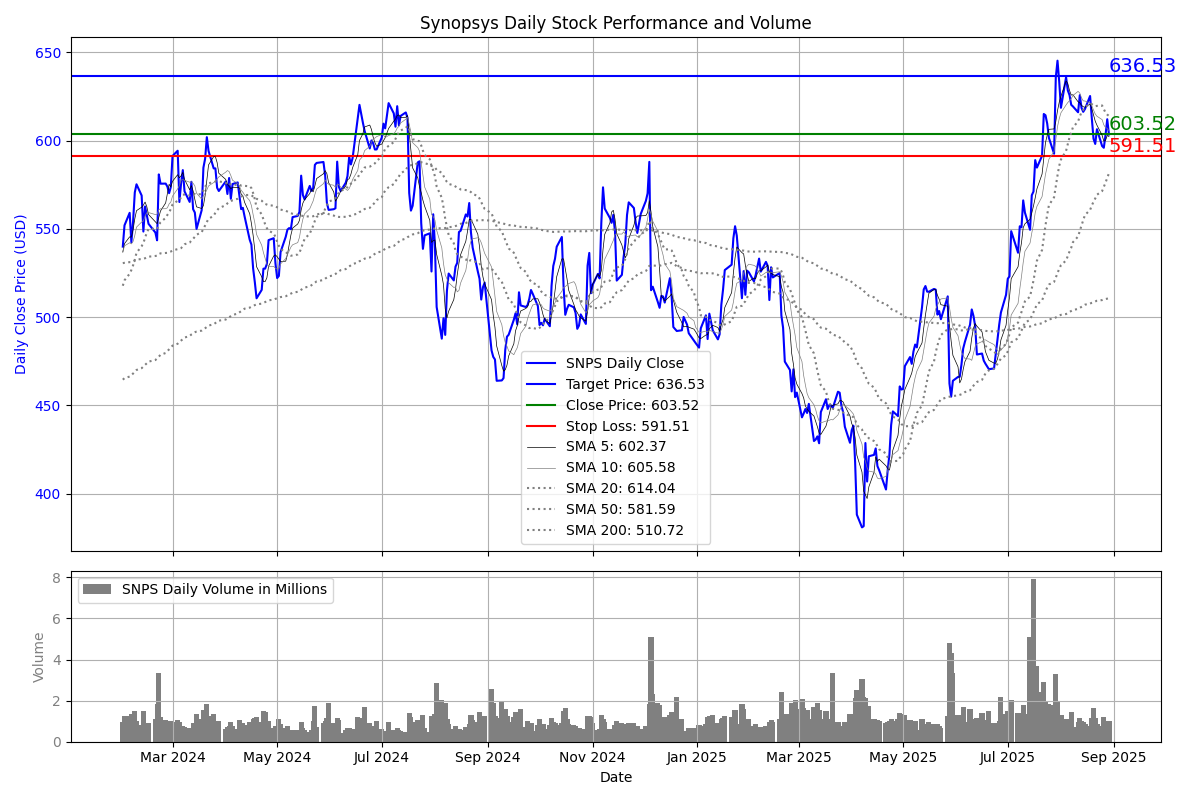 Synopsys Daily Stock Performance and Volume
650
636.53
603.52
600
591.51
550
Daily Close Price (USD)
500
450
400
SNPS Daily Close
Target Price: 636.53
Close Price: 603.52
Stop Loss: 591.51
SMA 5: 602.37
SMA 10: 605.58
SMA 20: 614.04
SMA 50: 581.59
SMA 200: 510.72
8
SNPS Daily Volume in Millions
6
Volume
4
2
0
Mar 2024 May 2024 Jul 2024 Sep 2024 Nov 2024 Jan 2025 Mar 2025 May 2025 Jul 2025 Sep 2025
Date